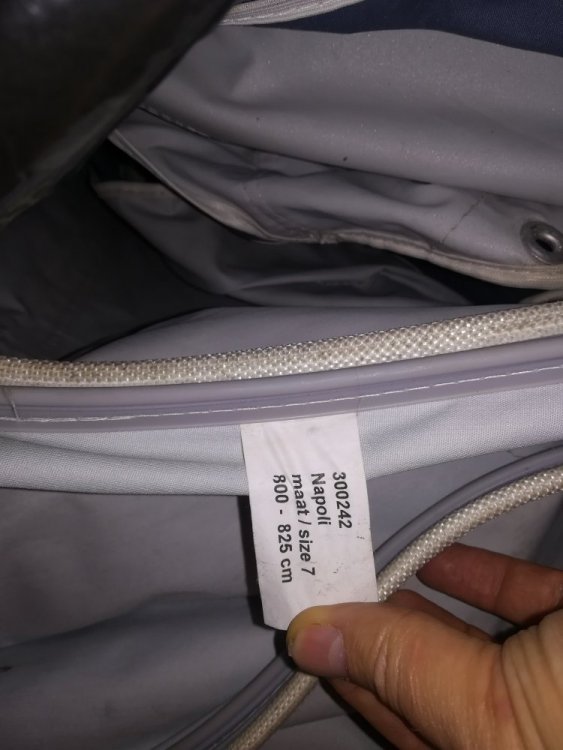 300242
Napoli
maat / size 7
800 - 825 cm